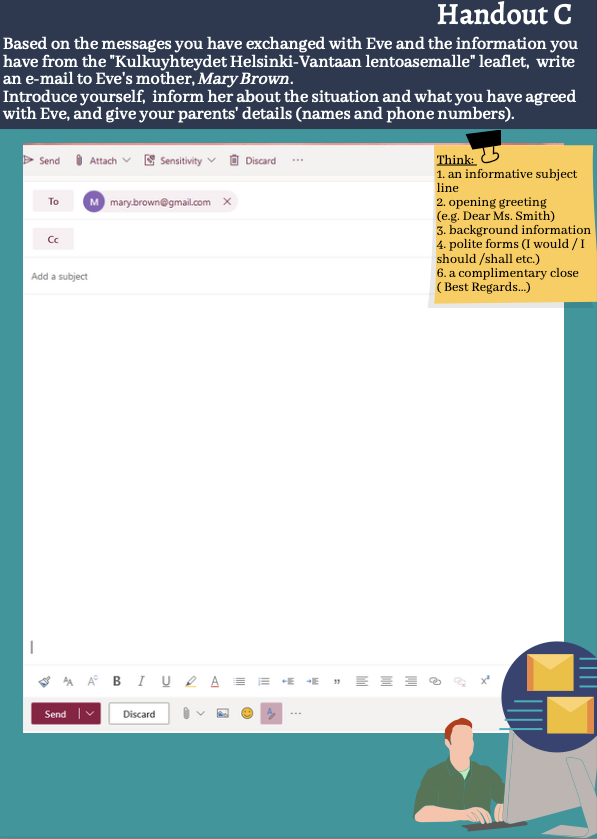 Handout C
Based on the messages you have exchanged with Eve and the information you
have from the "Kulkuyhteydet Helsinki-Vantaan lentoasemalle" leaflet, write
an e-mail to Eve's mother, Mary Brown.
Introduce yourself, inform her about the situation and what you have agreed
with Eve, and give your parents' details (names and phone numbers).
Send Attach Sensitivity Discard ...
Think:
1. an informative subject
line
2. opening greeting
(e.g. Dear Ms. Smith)
3. background information
4. polite forms (I would / I
should /shall etc.)
6. a complimentary close
( Best Regards...)
To M mary.brown@gmail.com X
Cc
Add a subject
B I U A x²
Send Discard ...